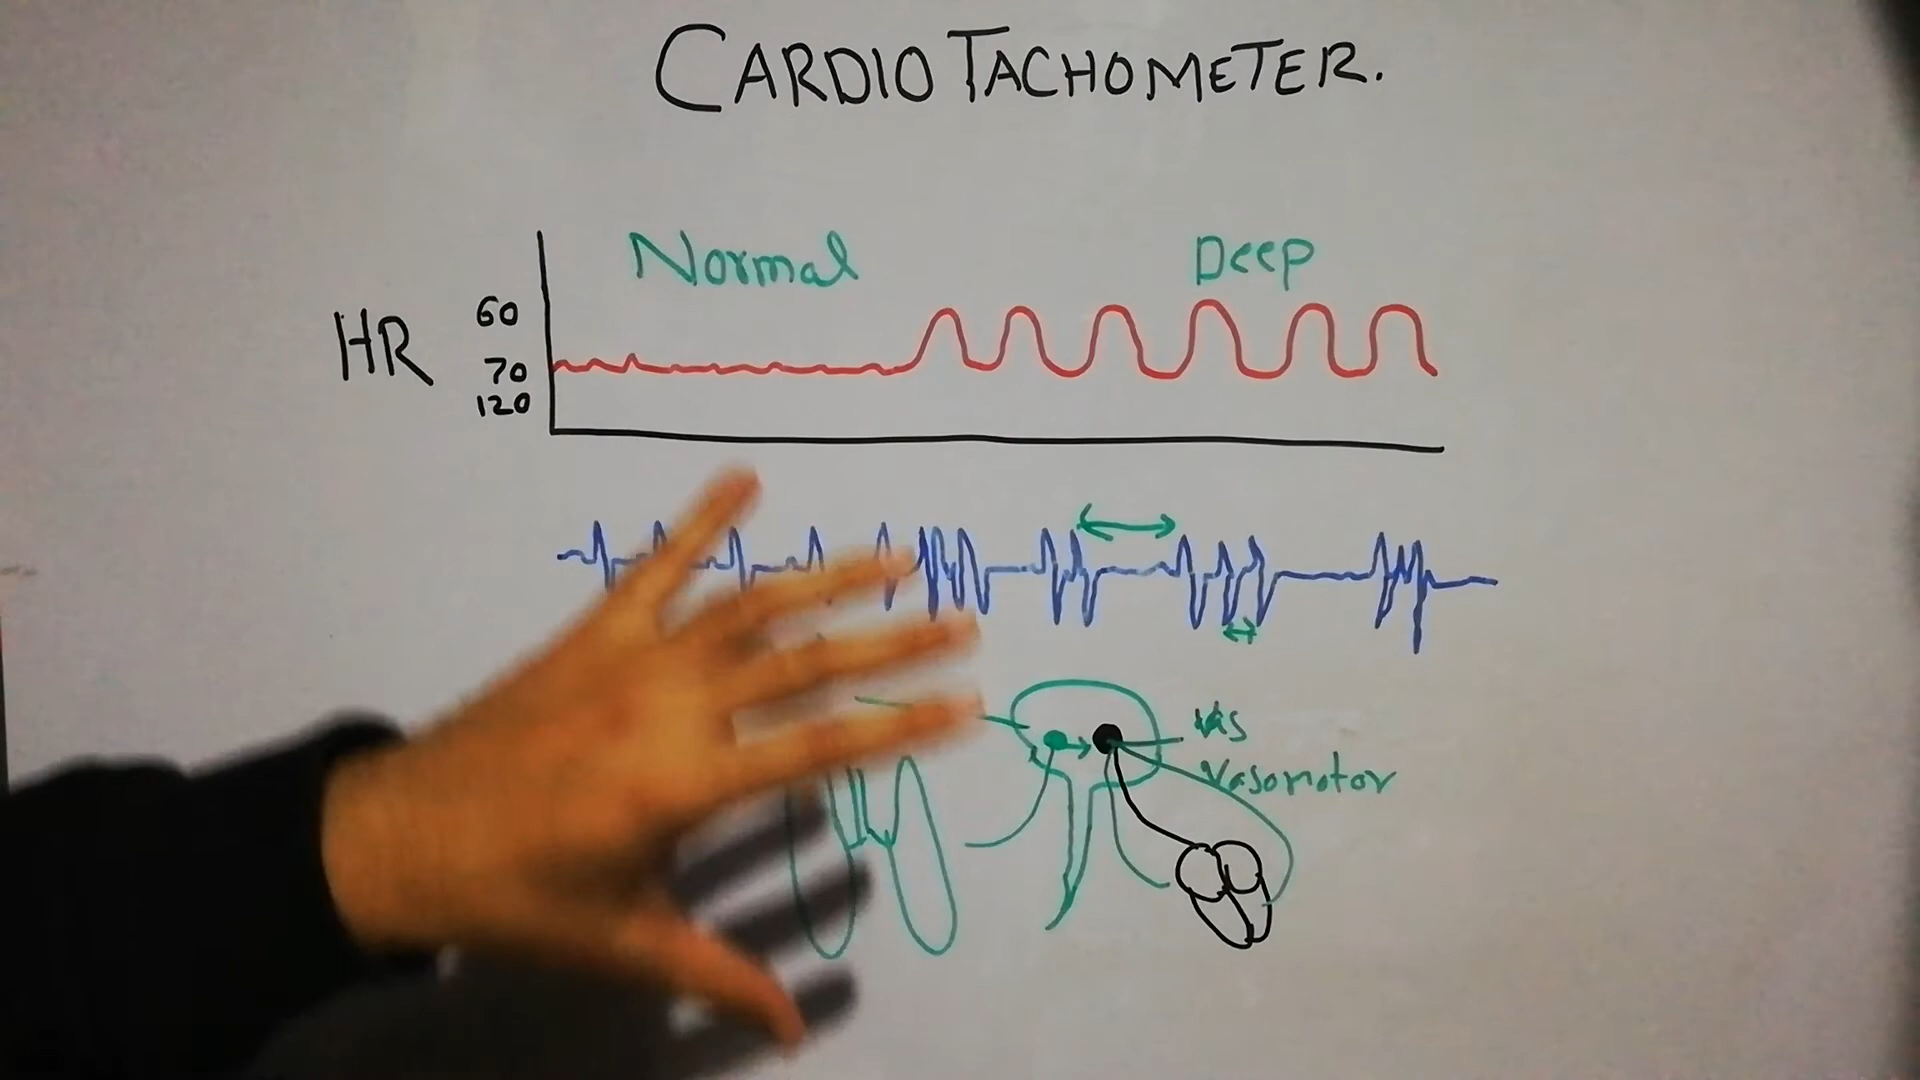 CARDIO TACHOMETER.
Normal
Deep
HR
60
70
120
Vasomotor